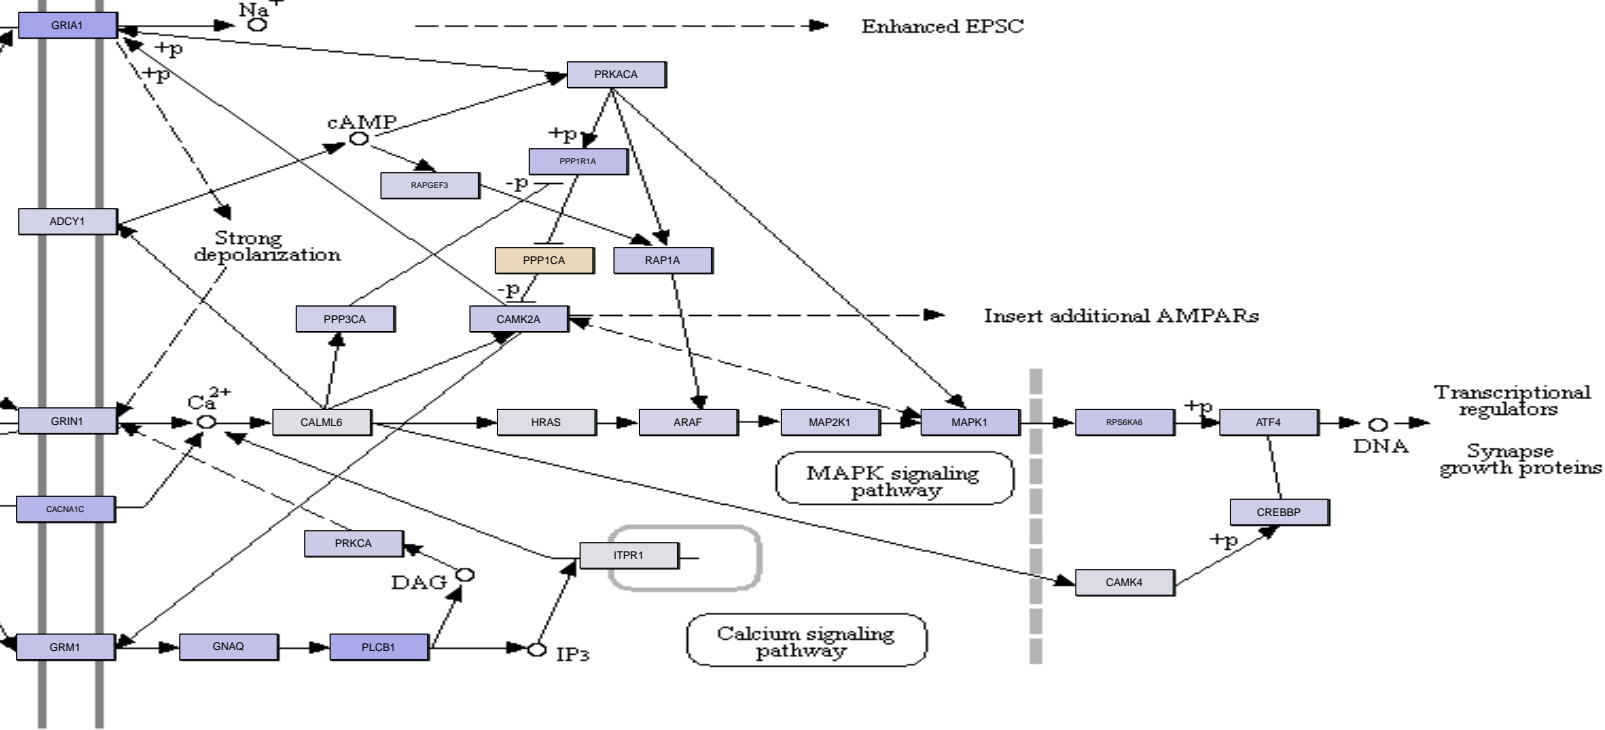 Na+
GRIA1
Enhanced EPSC
+p
+p
PRKACA
cAMP
+p
PPP1R1A
RAPGEF3
-p
ADCY1
Strong
depolarization
PPP1CA
RAP1A
-p
PPP3CA
CAMK2A
Insert additional AMPARs
Ca2+
GRIN1
CALML6
HRAS
ARAF
MAP2K1
MAPK1
RPS6KA6
+p
ATF4
DNA
Transcriptional
regulators
Synapse
growth proteins
MAPK signaling
pathway
CACNA1C
CREBBP
PRKCA
+p
ITPR1
DAG
CAMK4
GRM1
GNAQ
PLCB1
IP3
Calcium signaling
pathway